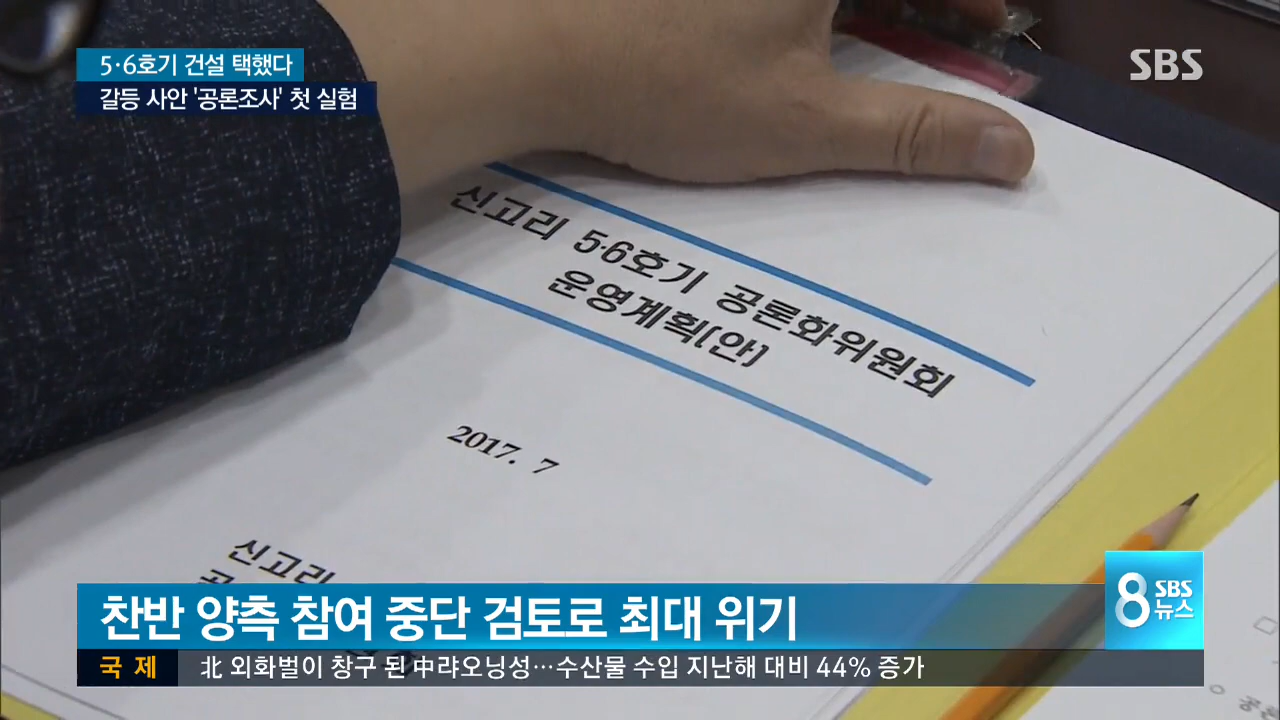 5·6호기 건설 택했다
갈등 사안 '공론조사' 첫 실험
SBS
신고리 5·6호기 공론화위원회
운영계획(안)
2017. 7
신고리
찬반 양측 참여 중단 검토로 최대 위기
8 SBS 뉴스
국 제
北 외화벌이 창구 된 中랴오닝성…수산물 수입 지난해 대비 44% 증가